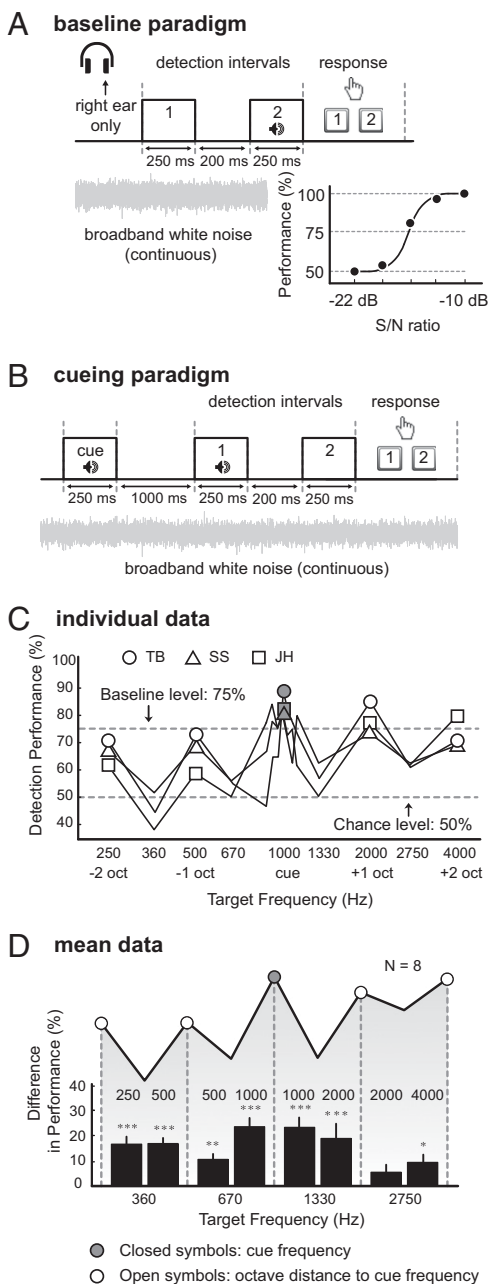 A baseline paradigm
detection intervals
response
right ear
only
1
2
1 2
250 ms 200 ms 250 ms
broadband white noise
(continuous)
Performance (%)
100
75
50
-22 dB -10 dB
S/N ratio
B cueing paradigm
detection intervals
response
cue
1
2
1 2
250 ms 1000 ms 250 ms 200 ms 250 ms
broadband white noise (continuous)
C individual data
Detection Performance (%)
100
90
80
70
60
50
40
TB SS JH
Baseline level: 75%
Chance level: 50%
250 360 500 670 1000 1330 2000 2750 4000
-2 oct -1 oct cue +1 oct +2 oct
Target Frequency (Hz)
D mean data
N = 8
Difference
in Performance (%)
40
30
20
10
0
250 500 500 1000 1000 2000 2000 4000
*** *** ** *** *** *** *
360 670 1330 2750
Target Frequency (Hz)
Closed symbols: cue frequency
Open symbols: octave distance to cue frequency